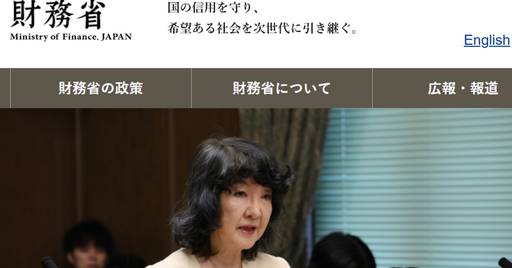 財務省
Ministry of Finance, JAPAN
国の信用を守り、
希望ある社会を次世代に引き継ぐ。
English
財務省の政策
財務省について
広報・報道